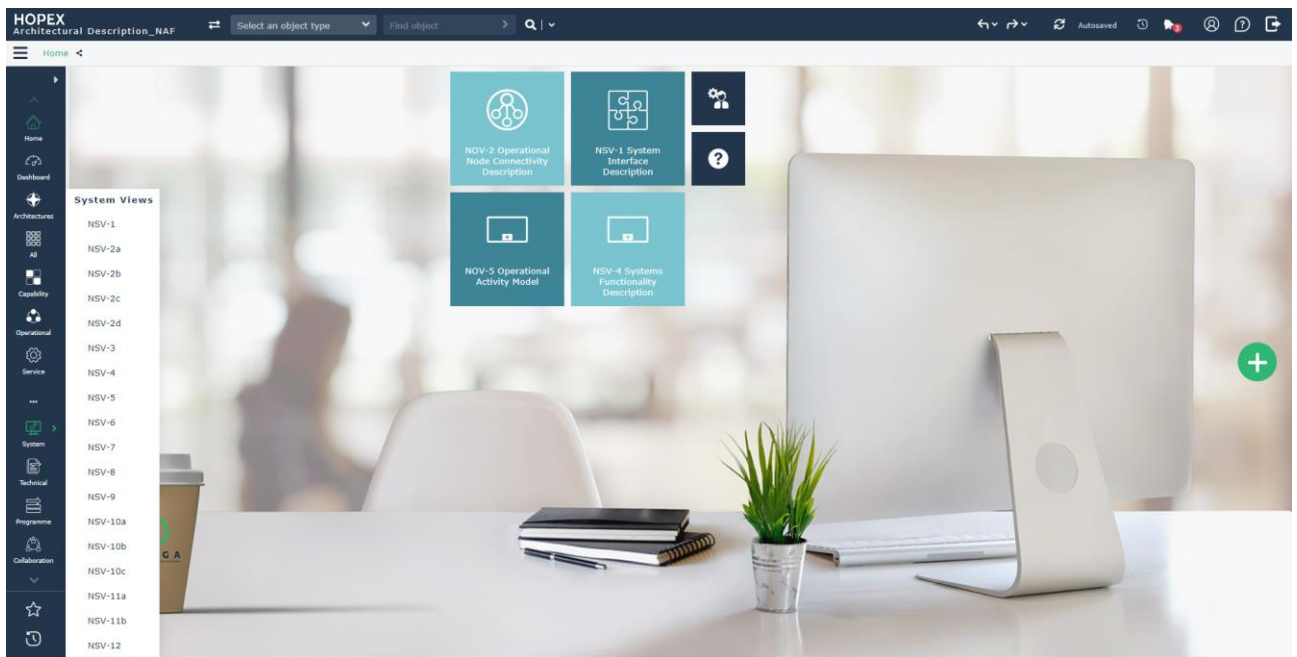 HOPEX
Architectural Description_NAF
Select an object type
Find object
Autosaved
3
Home
Home
Dashboard
Architectures
All
Capability
Operational
Service
...
System
Technical
Programme
Collaboration
System Views
NSV-1
NSV-2a
NSV-2b
NSV-2c
NSV-2d
NSV-3
NSV-4
NSV-5
NSV-6
NSV-7
NSV-8
NSV-9
NSV-10a
NSV-10b
NSV-10c
NSV-11a
NSV-11b
NSV-12
NOV-2 Operational
Node Connectivity
Description
NSV-1 System
Interface
Description
NOV-5 Operational
Activity Model
NSV-4 Systems
Functionality
Description
G A